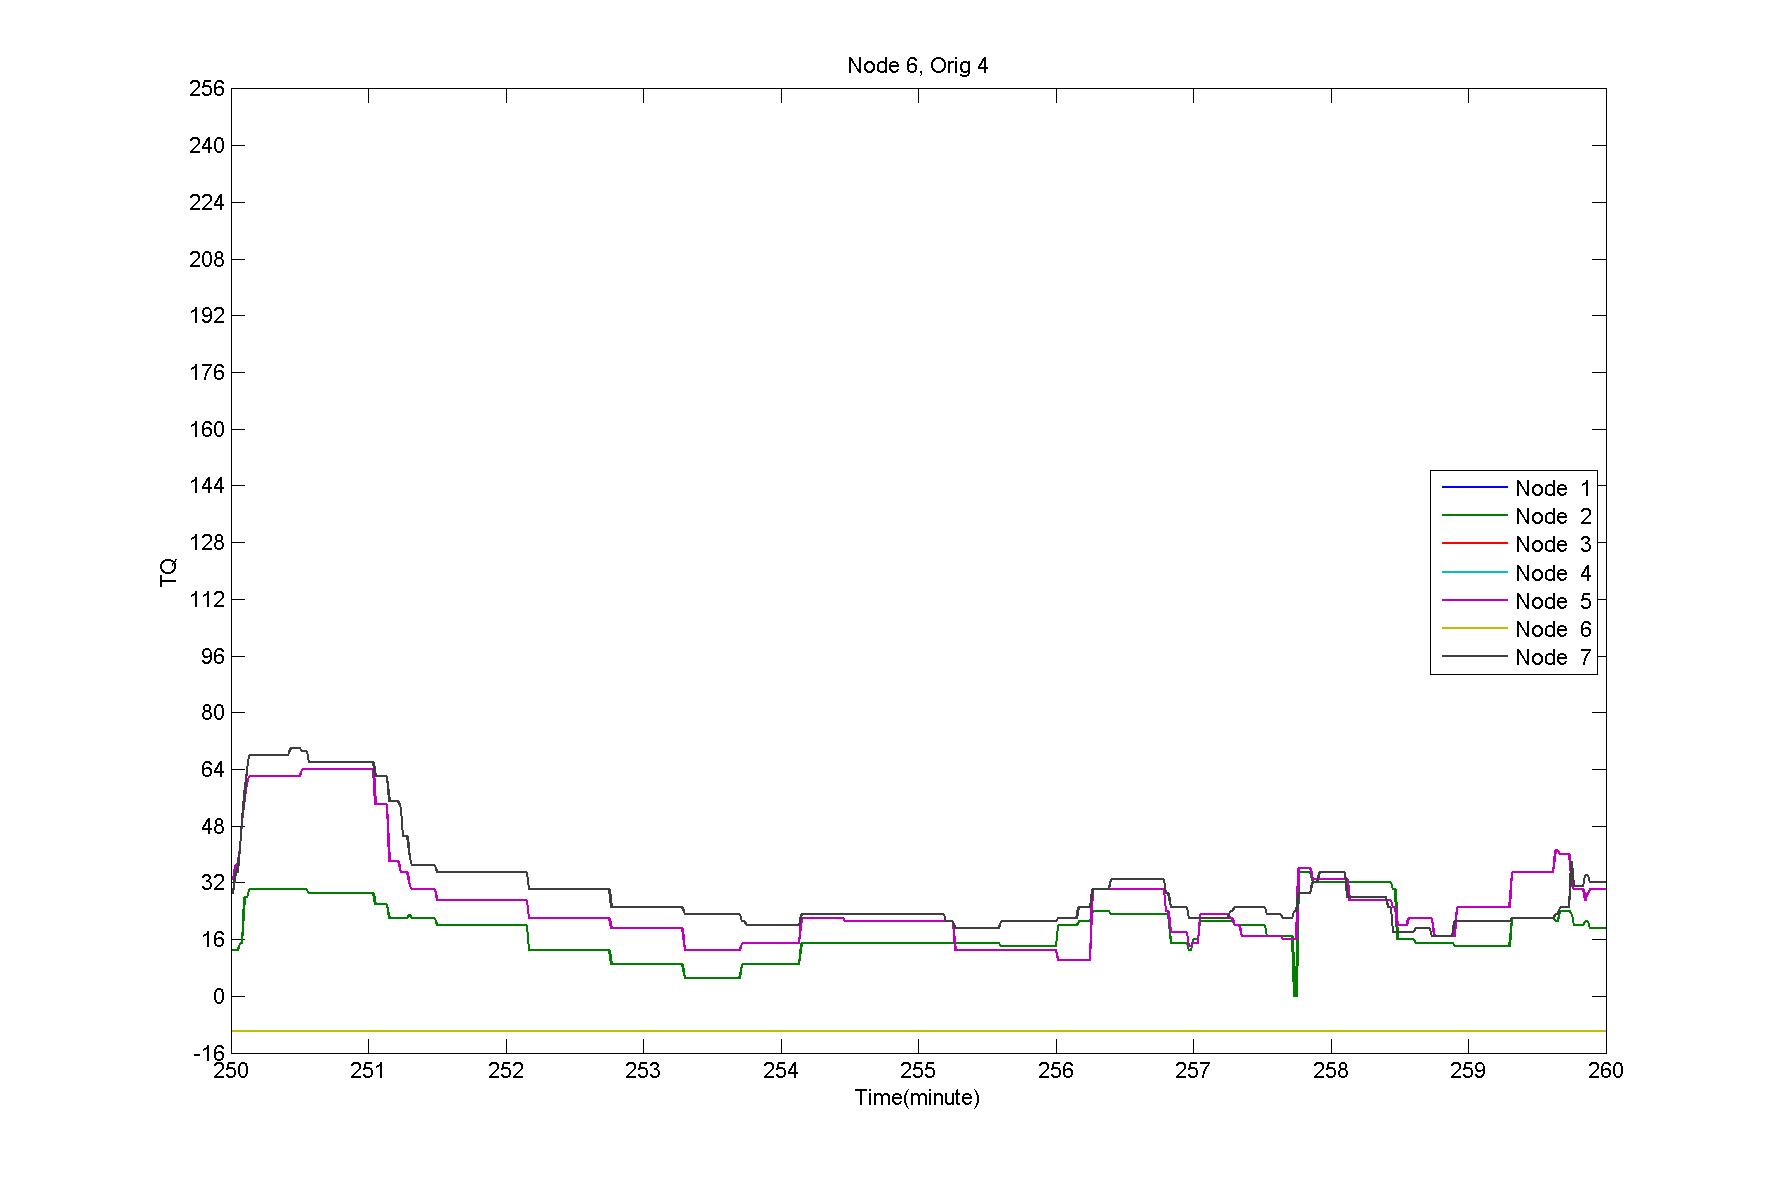 Node 6, Orig 4
256
240
224
208
192
176
160
144
128
112
96
80
64
48
32
16
0
-16
TQ
Node 1
Node 2
Node 3
Node 4
Node 5
Node 6
Node 7
250 251 252 253 254 255 256 257 258 259 260
Time(minute)